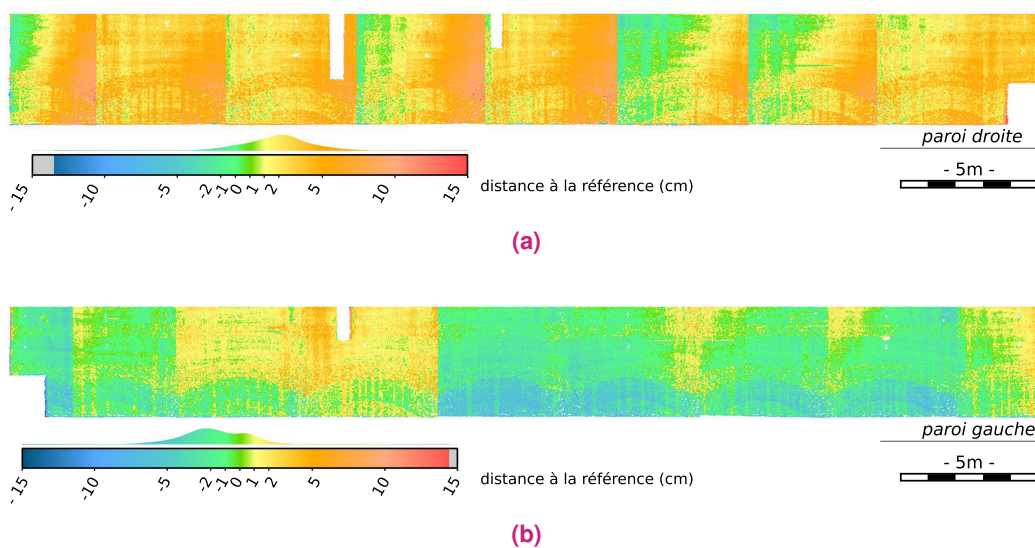 paroi droite
- 5m -
- 15 -10 -5 -2 -1 0 1 2 5 10 15
distance à la référence (cm)
(a)
paroi gauche
- 5m -
- 15 -10 -5 -2 -1 0 1 2 5 10 15
distance à la référence (cm)
(b)